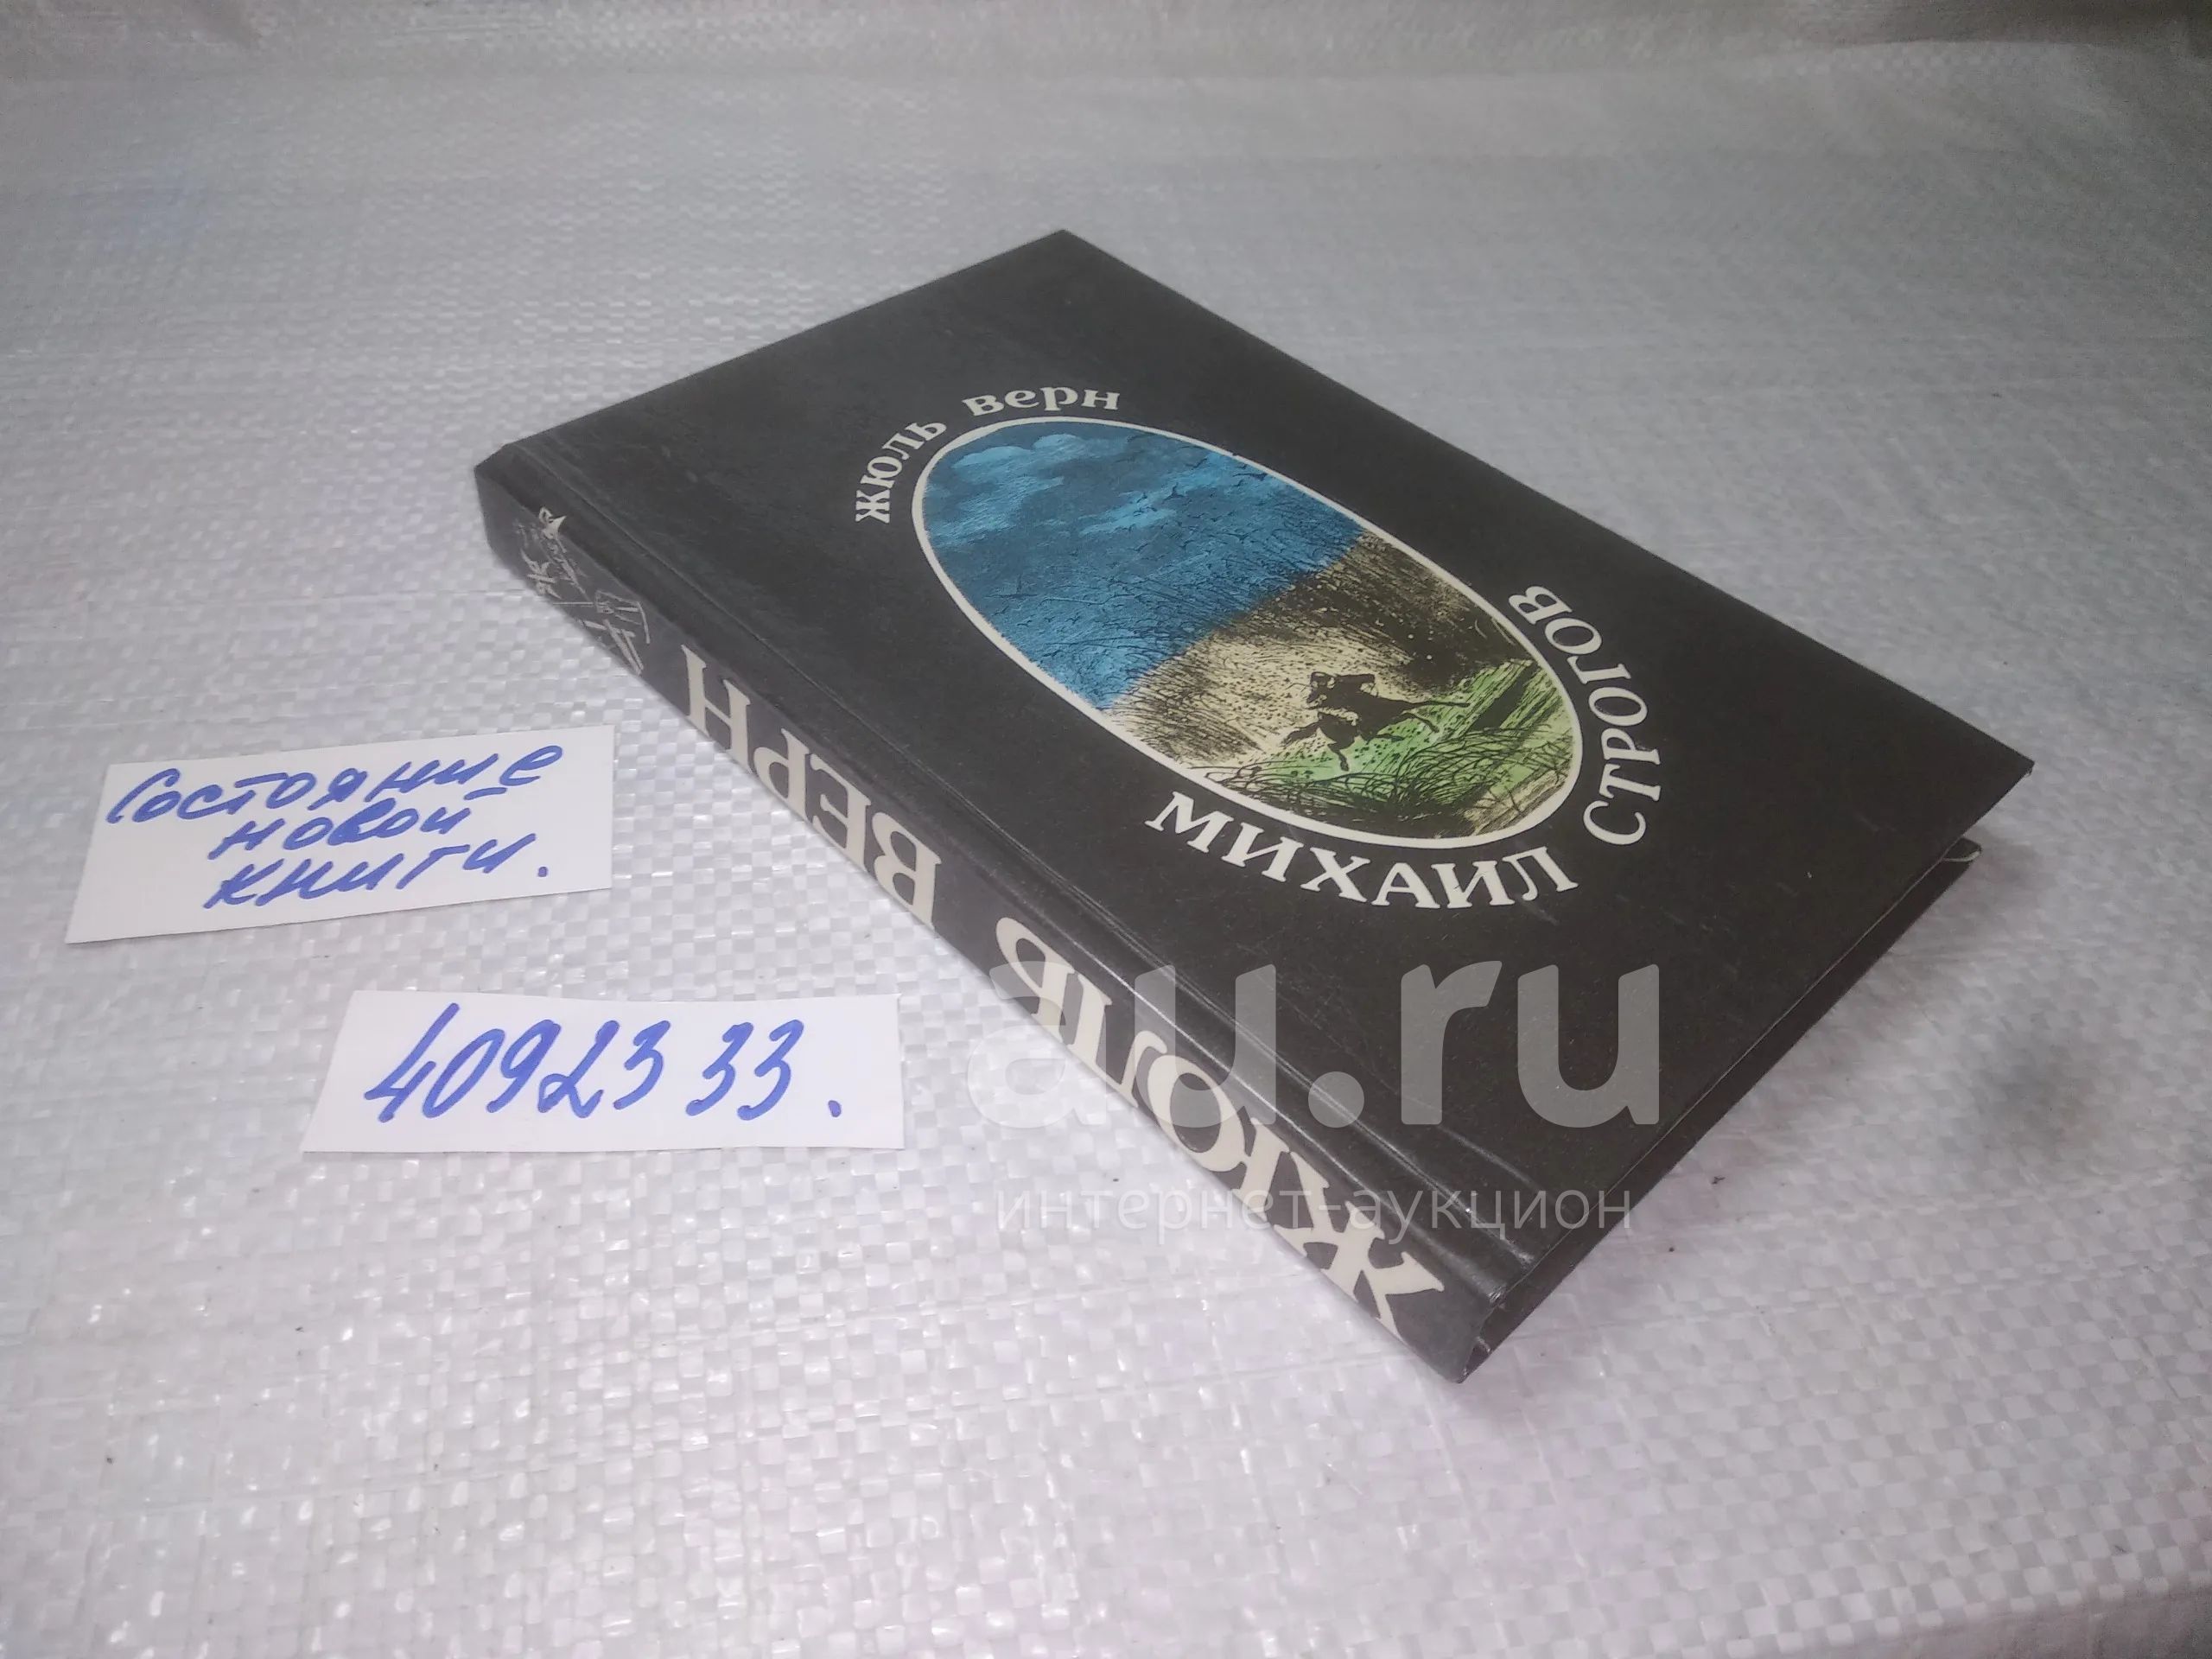 жюль верн
михаил строгов
ЖЮЛЬ ВЕРН
Состояние
новой
книги.
4092333.
au.ru
интернет-аукцион